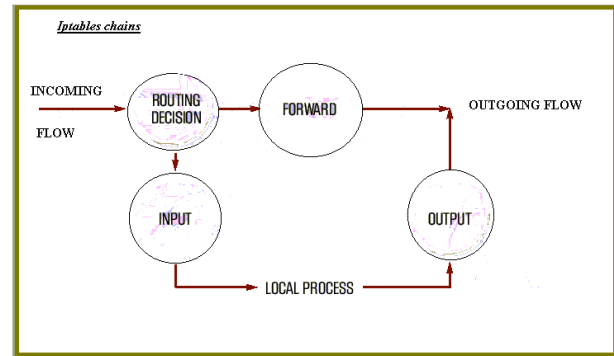 Iptables chains
INCOMING
FLOW
ROUTING
DECISION
FORWARD
OUTGOING FLOW
INPUT
OUTPUT
LOCAL PROCESS